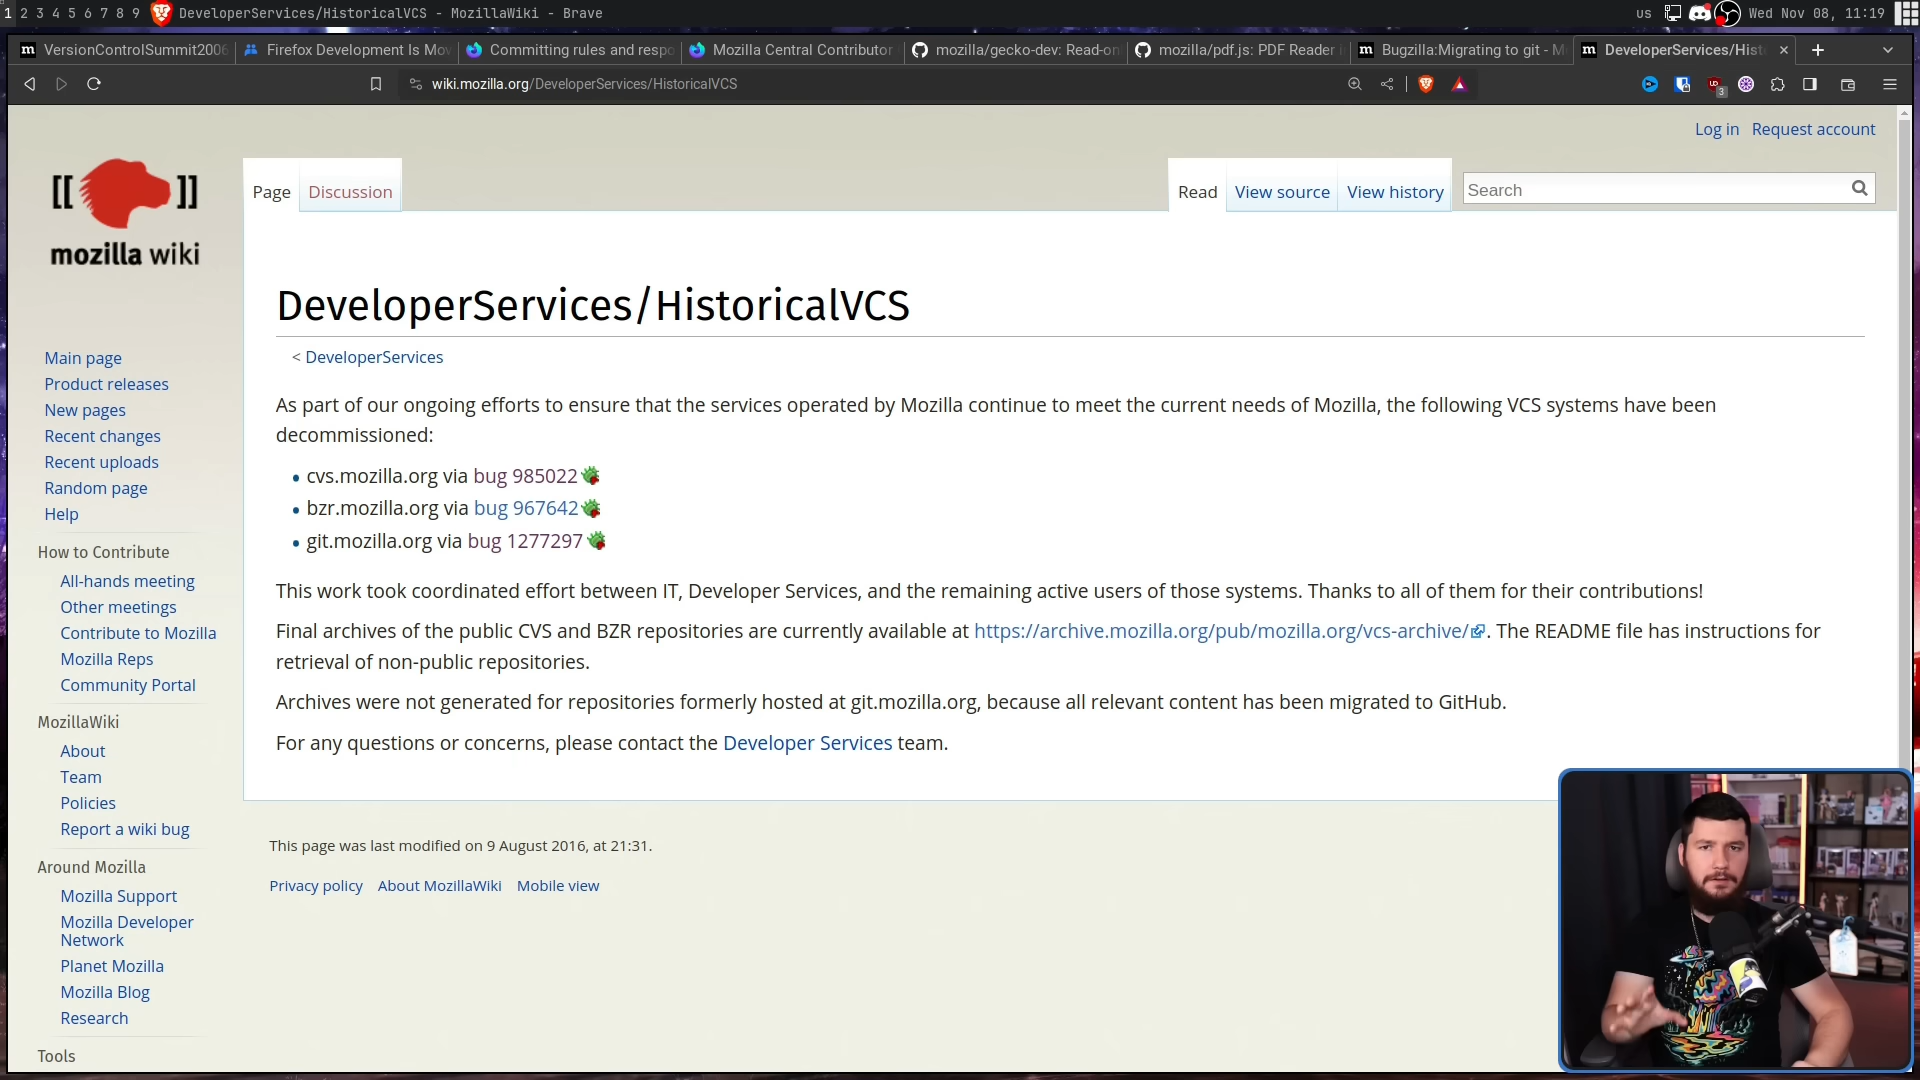 1 2 3 4 5 6 7 8 9 DeveloperServices/HistoricalVCS - MozillaWiki - Brave us Wed Nov 08, 11:19
VersionControlSummit2006 Firefox Development Is Mov Committing rules and respo Mozilla Central Contributor mozilla/gecko-dev: Read-on mozilla/pdf.js: PDF Reader i Bugzilla:Migrating to git - M DeveloperServices/Hist
wiki.mozilla.org/DeveloperServices/HistoricalVCS
3
Log in Request account
[[ ]]
mozilla wiki
Page Discussion Read View source View history Search
DeveloperServices/HistoricalVCS
< DeveloperServices
As part of our ongoing efforts to ensure that the services operated by Mozilla continue to meet the current needs of Mozilla, the following VCS systems have been
decommissioned:
• cvs.mozilla.org via bug 985022
• bzr.mozilla.org via bug 967642
• git.mozilla.org via bug 1277297
This work took coordinated effort between IT, Developer Services, and the remaining active users of those systems. Thanks to all of them for their contributions!
Final archives of the public CVS and BZR repositories are currently available at https://archive.mozilla.org/pub/mozilla.org/vcs-archive/. The README file has instructions for
retrieval of non-public repositories.
Archives were not generated for repositories formerly hosted at git.mozilla.org, because all relevant content has been migrated to GitHub.
For any questions or concerns, please contact the Developer Services team.
This page was last modified on 9 August 2016, at 21:31.
Privacy policy About MozillaWiki Mobile view
Main page
Product releases
New pages
Recent changes
Recent uploads
Random page
Help
How to Contribute
All-hands meeting
Other meetings
Contribute to Mozilla
Mozilla Reps
Community Portal
MozillaWiki
About
Team
Policies
Report a wiki bug
Around Mozilla
Mozilla Support
Mozilla Developer
Network
Planet Mozilla
Mozilla Blog
Research
Tools